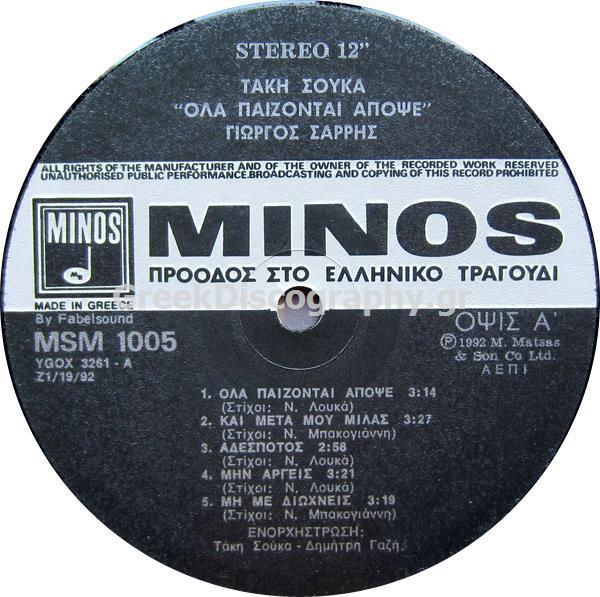 STEREO 12"
ΤΑΚΗ ΣΟΥΚΑ
"ΟΛΑ ΠΑΙΖΟΝΤΑΙ ΑΠΟΨΕ"
ΓΙΩΡΓΟΣ ΣΑΡΡΗΣ
ALL RIGHTS OF THE MANUFACTURER AND OF THE OWNER OF THE RECORDED WORK RESERVED
UNAUTHORISED PUBLIC PERFORMANCE.BROADCASTING AND COPYING OF THIS RECORD PROHIBITED
MINOS
MINOS
ΠΡΟΟΔΟΣ ΣΤΟ ΕΛΛΗΝΙΚΟ ΤΡΑΓΟΥΔΙ
GreekDiscography.gr
MADE IN GREECE
By Fabelsound
MSM 1005
YGOX 3261 - A
Z1/19/92
ΟΨΙΣ Α'
Ⓟ 1992 M. Matsas
& Son Co Ltd.
ΑΕΠΙ
1. ΟΛΑ ΠΑΙΖΟΝΤΑΙ ΑΠΟΨΕ 3:14
(Στίχοι: Ν. Λουκά)
2. ΚΑΙ ΜΕΤΑ ΜΟΥ ΜΙΛΑΣ 3:27
(Στίχοι: Ν. Μπακογιάννη)
3. ΑΔΕΣΠΟΤΟΣ 2:58
(Στίχοι: Ν. Λουκά)
4. ΜΗΝ ΑΡΓΕΙΣ 3:21
(Στίχοι: Ν. Λουκά)
5. ΜΗ ΜΕ ΔΙΩΧΝΕΙΣ 3:19
(Στίχοι: Ν. Μπακογιάννη)
ΕΝΟΡΧΗΣΤΡΩΣΗ:
Τάκη Σούκα - Δημήτρη Γαζή